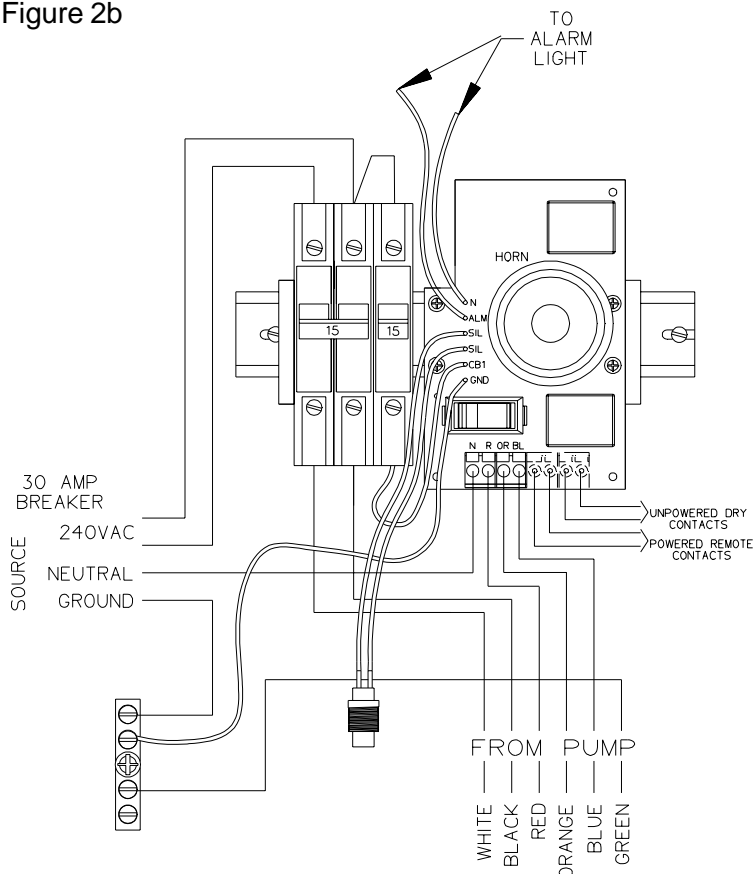 Figure 2b
TO
ALARM
LIGHT
HORN
N
ALM
SIL
SIL
CB1
GND
15
15
N R OR BL
30 AMP
BREAKER
240VAC
NEUTRAL
GROUND
SOURCE
UNPOWERED DRY
CONTACTS
POWERED REMOTE
CONTACTS
FROM PUMP
WHITE
BLACK
RED
ORANGE
BLUE
GREEN